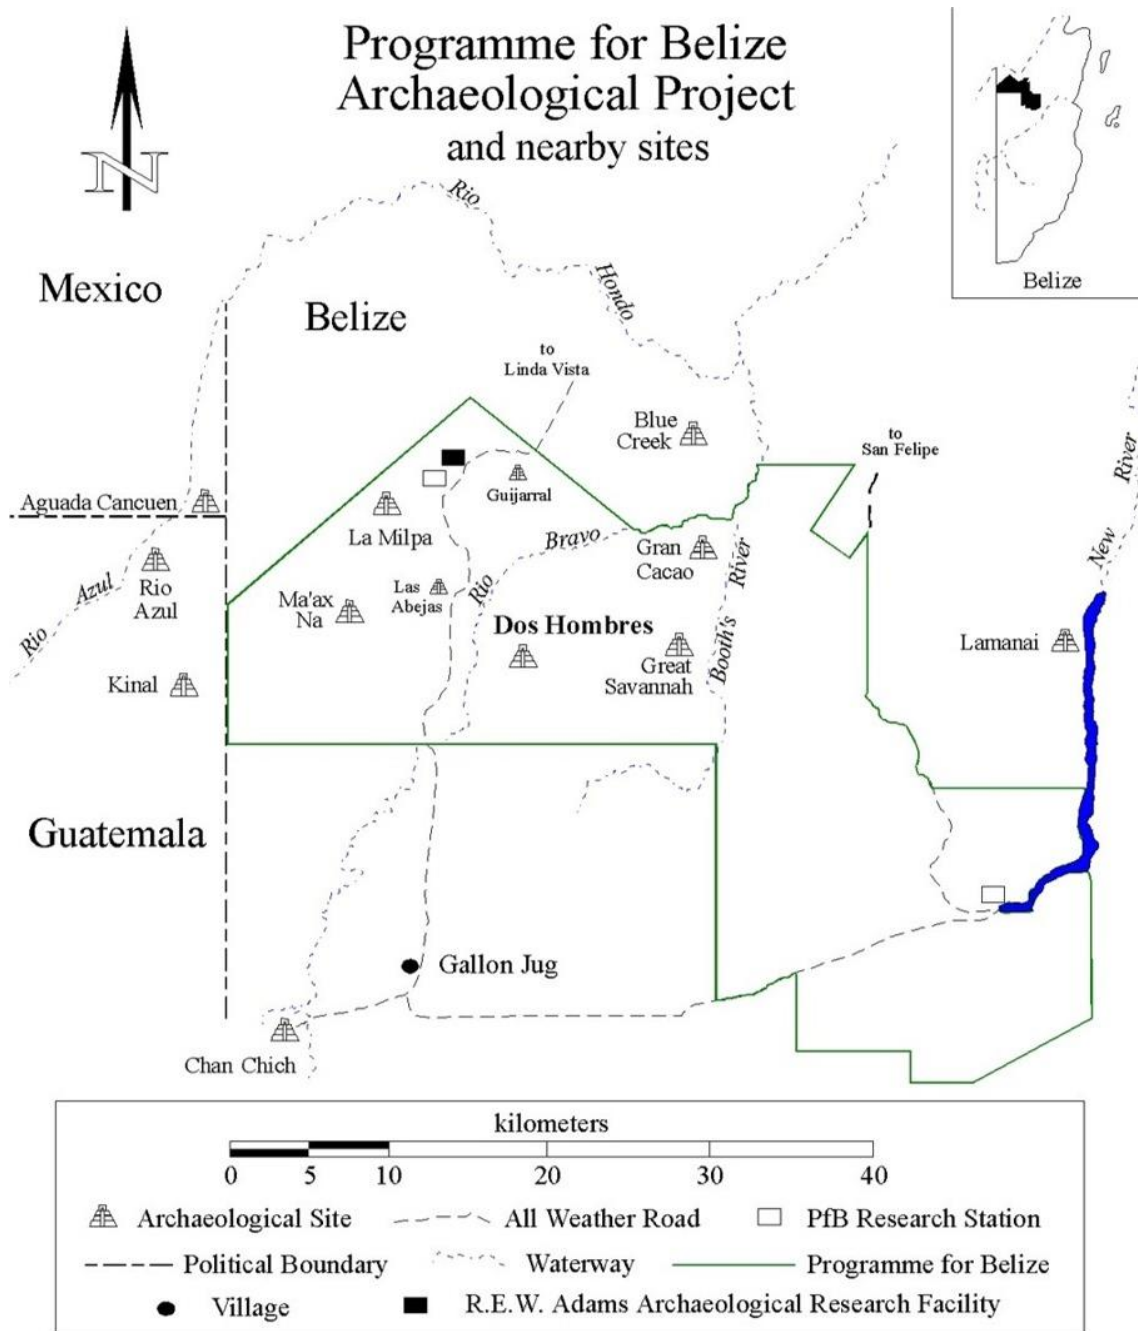 Programme for Belize
Archaeological Project
and nearby sites
N
Belize
Mexico
Belize
Rio
Hondo
to
Linda Vista
Blue
Creek
to
San Felipe
New
River
Aguada Cancuen
La Milpa
Guijarral
Rio
Bravo
Gran
Cacao
Booth's
River
Rio
Azul
Rio
Azul
Ma'ax
Na
Las
Abejas
Dos Hombres
Great
Savannah
Lamanai
Kinal
Guatemala
Gallon Jug
Chan Chich
kilometers
0 5 10 20 30 40
Archaeological Site
All Weather Road
PfB Research Station
Political Boundary
Waterway
Programme for Belize
Village
R.E.W. Adams Archaeological Research Facility